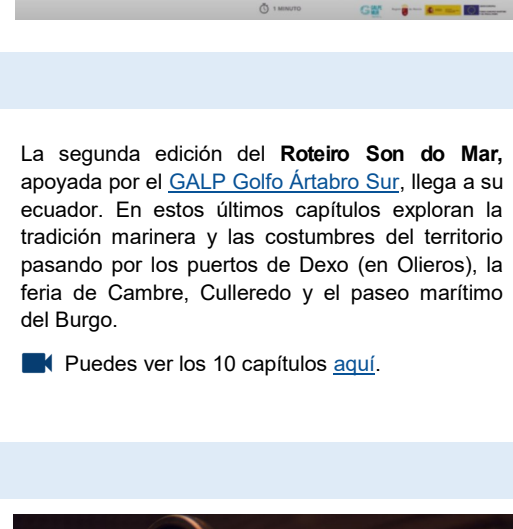 1 MINUTO
La segunda edición del Roteiro Son do Mar,
apoyada por el GALP Golfo Ártabro Sur, llega a su
ecuador. En estos últimos capítulos exploran la
tradición marinera y las costumbres del territorio
pasando por los puertos de Dexo (en Olieros), la
feria de Cambre, Culleredo y el paseo marítimo
del Burgo.
Puedes ver los 10 capítulos aquí.